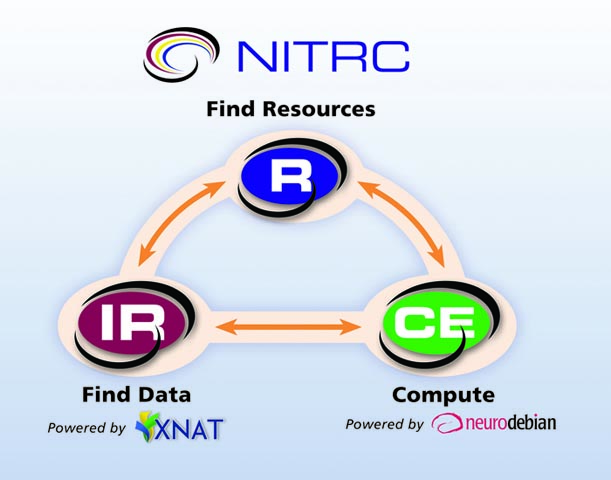 NITRC
Find Resources
R
IR
CE
Find Data
Compute
Powered by XNAT
Powered by neurodebian